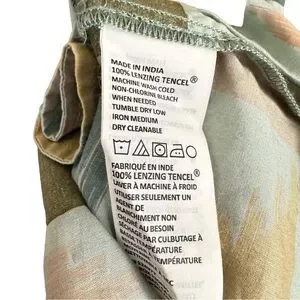 MADE IN INDIA
100% LENZING TENCEL®
MACHINE WASH COLD
NON-CHLORINE BLEACH
WHEN NEEDED
TUMBLE DRY LOW
IRON MEDIUM
DRY CLEANABLE
FABRIQUÉ EN INDE
100% LENZING TENCEL®
LAVER À MACHINE À FROID
UTILISER SEULEMENT UN
AGENT DE
BLANCHIMENT NON
CHLORÉ AU BESOIN
SÉCHAGE PAR CULBUTAGE À
TEMPÉRATURE
TEMPÉRATURE